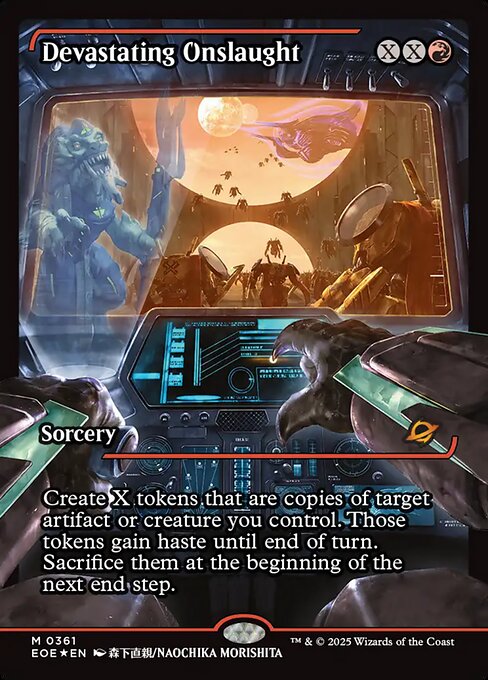 Devastating Onslaught
X X
Sorcery
Create X tokens that are copies of target
artifact or creature you control. Those
tokens gain haste until end of turn.
Sacrifice them at the beginning of the
next end step.
M 0361
EOE★EN 森下直親/NAOCHIKA MORISHITA
™ & © 2025 Wizards of the Coast